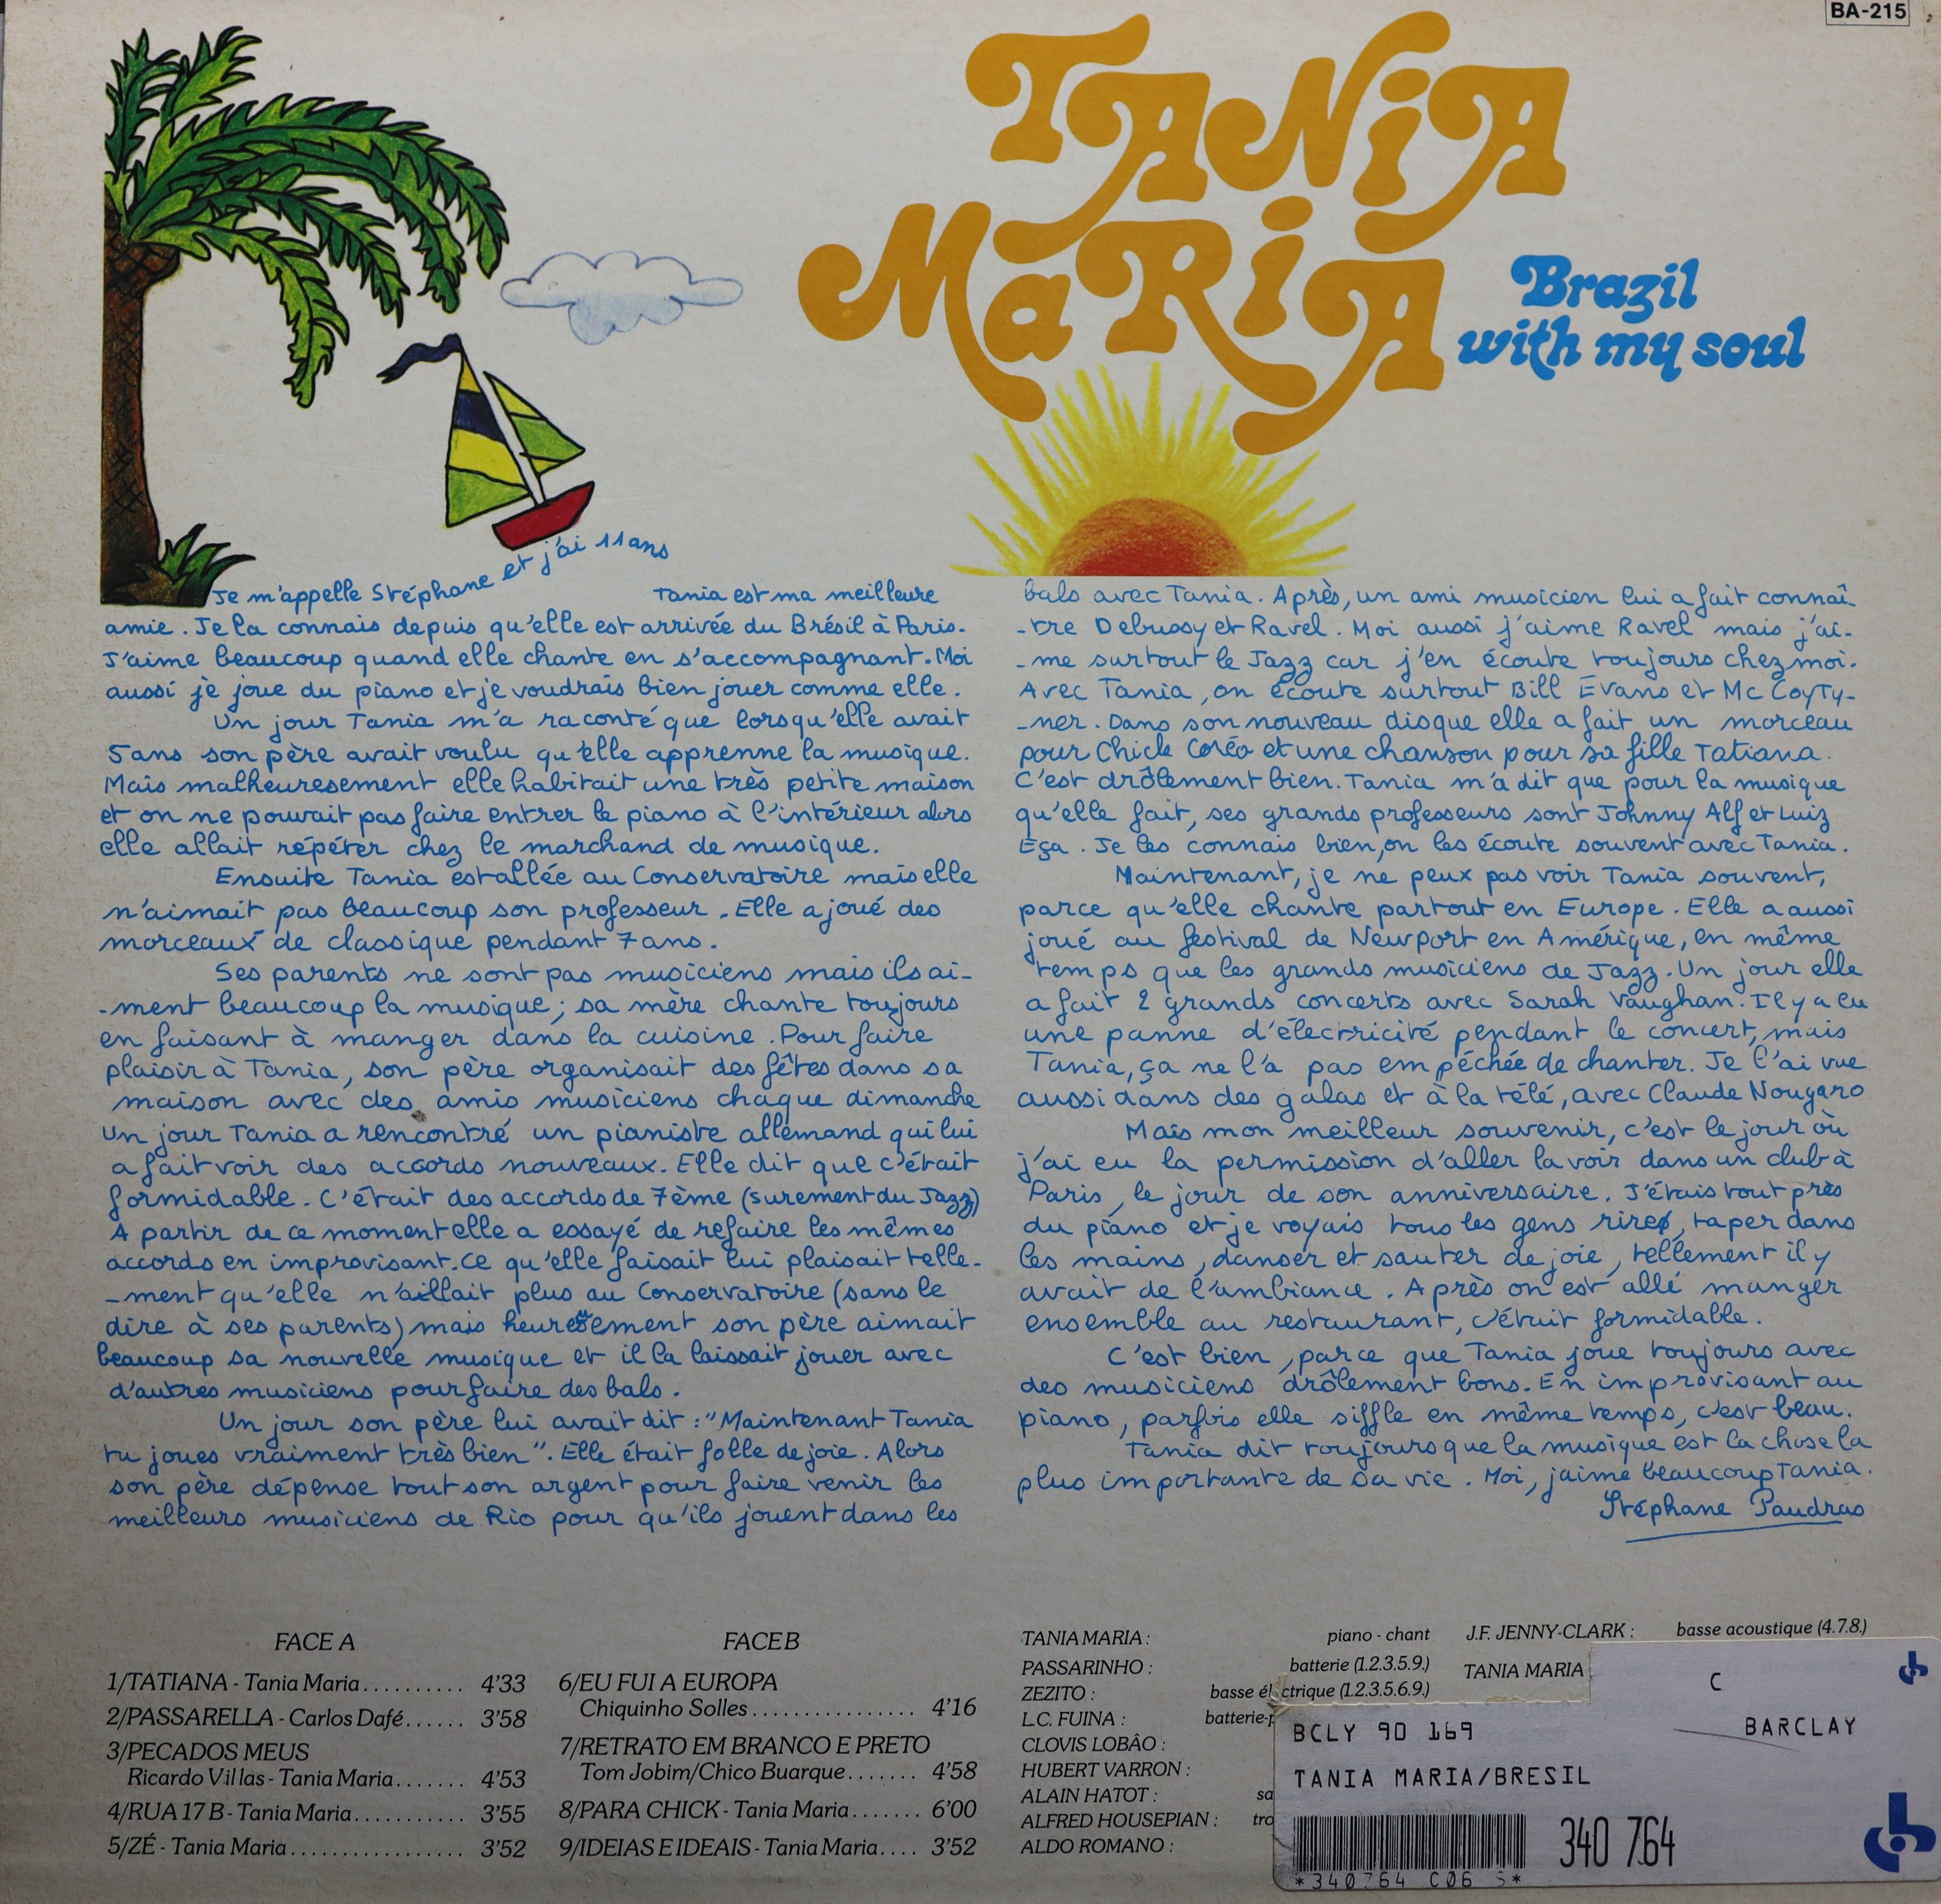 BA-215
TANIA
MARIA
Brazil
with my soul
Je m'appelle Stéphane et j'ai 11 ans
Tania est ma meilleure
amie. Je la connais depuis qu'elle est arrivée du Brésil à Paris.
J'aime beaucoup quand elle chante en s'accompagnant. Moi
aussi je joue du piano et je voudrais bien jouer comme elle.
Un jour Tania m'a raconté que lorsqu'elle avait
5 ans son père avait voulu qu'elle apprenne la musique.
Mais malheuresement elle habitait une très petite maison
et on ne pouvait pas faire entrer le piano à l'intérieur alors
elle allait répéter chez le marchand de musique.
Ensuite Tania est allée au Conservatoire mais elle
n'aimait pas beaucoup son professeur. Elle a joué des
morceaux de classique pendant 7 ans.
Ses parents ne sont pas musiciens mais ils ai-
-ment beaucoup la musique; sa mère chante toujours
en faisant à manger dans la cuisine. Pour faire
plaisir à Tania, son père organisait des fêtes dans sa
maison avec des amis musiciens chaque dimanche
Un jour Tania a rencontré un pianiste allemand qui lui
a fait voir des accords nouveaux. Elle dit que c'était
formidable. C'était des accords de 7ème (surement du Jazz)
A partir de ce moment elle a essayé de refaire les mêmes
accords en improvisant. Ce qu'elle faisait lui plaisait telle-
-ment qu'elle n'aillait plus au Conservatoire (sans le
dire à ses parents) mais heureusement son père aimait
beaucoup sa nouvelle musique et il la laissait jouer avec
d'autres musiciens pour faire des bals.
Un jour son père lui avait dit : "Maintenant Tania
tu joues vraiment très bien". Elle était folle de joie. Alors
son père dépense tout son argent pour faire venir les
meilleurs musiciens de Rio pour qu'ils jouent dans les
bals avec Tania. Après, un ami musicien lui a fait connaî-
-tre Debussy et Ravel. Moi aussi j'aime Ravel mais j'ai-
-me surtout le Jazz car j'en écoute toujours chez moi.
Avec Tania, on écoute surtout Bill Evans et Mc Coy Ty-
-ner. Dans son nouveau disque elle a fait un morceau
pour Chick Coréa et une chanson pour sa fille Tatiana.
C'est drôlement bien. Tania m'a dit que pour la musique
qu'elle fait, ses grands professeurs sont Johnny Alf et Luiz
Eça. Je les connais bien, on les écoute souvent avec Tania.
Maintenant, je ne peux pas voir Tania souvent,
parce qu'elle chante partout en Europe. Elle a aussi
joué au festival de Newport en Amérique, en même
temps que les grands musiciens de Jazz. Un jour elle
a fait 2 grands concerts avec Sarah Vaughan. Il y a eu
une panne d'électricité pendant le concert, mais
Tania, ça ne l'a pas empéchée de chanter. Je l'ai vue
aussi dans des galas et à la télé, avec Claude Nougaro
Mais mon meilleur souvenir, c'est le jour où
j'ai eu la permission d'aller la voir dans un club à
Paris, le jour de son anniversaire. J'étais tout près
du piano et je voyais tous les gens rire, taper dans
les mains, danser et sauter de joie, tellement il y
avait de l'ambiance. Après on est allé manger
ensemble au restaurant, c'était formidable.
C'est bien, parce que Tania joue toujours avec
des musiciens drôlement bons. En improvisant au
piano, parfois elle siffle en même temps, c'est beau.
Tania dit toujours que la musique est la chose la
plus importante de sa vie. Moi, j'aime beaucoup Tania.
Stéphane Paudras
FACE A
1/TATIANA - Tania Maria.......... 4'33
2/PASSARELLA - Carlos Dafé...... 3'58
3/PECADOS MEUS
Ricardo Villas - Tania Maria....... 4'53
4/RUA 17 B - Tania Maria........... 3'55
5/ZÉ - Tania Maria................. 3'52
FACE B
6/EU FUI A EUROPA
Chiquinho Solles................ 4'16
7/RETRATO EM BRANCO E PRETO
Tom Jobim/Chico Buarque....... 4'58
8/PARA CHICK - Tania Maria....... 6'00
9/IDEIAS E IDEAIS - Tania Maria.... 3'52
TANIA MARIA : piano - chant
PASSARINHO : batterie (1.2.3.5.9.)
ZEZITO : basse électrique (1.2.3.5.6.9.)
L.C. FUINA : batterie-p
CLOVIS LOBÂO :
HUBERT VARRON :
ALAIN HATOT : sa
ALFRED HOUSEPIAN : tro
ALDO ROMANO :
J.F. JENNY-CLARK : basse acoustique (4.7.8.)
TANIA MARIA
C
BCLY 90 169
BARCLAY
TANIA MARIA/BRESIL
340 764
*340764 C06 S*